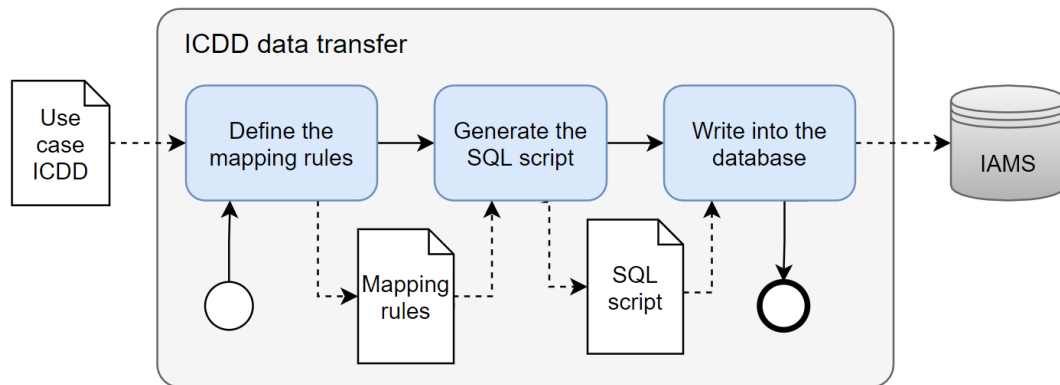 ICDD data transfer
Use
case
ICDD
Define the
mapping rules
Generate the
SQL script
Write into the
database
IAMS
Mapping
rules
SQL
script